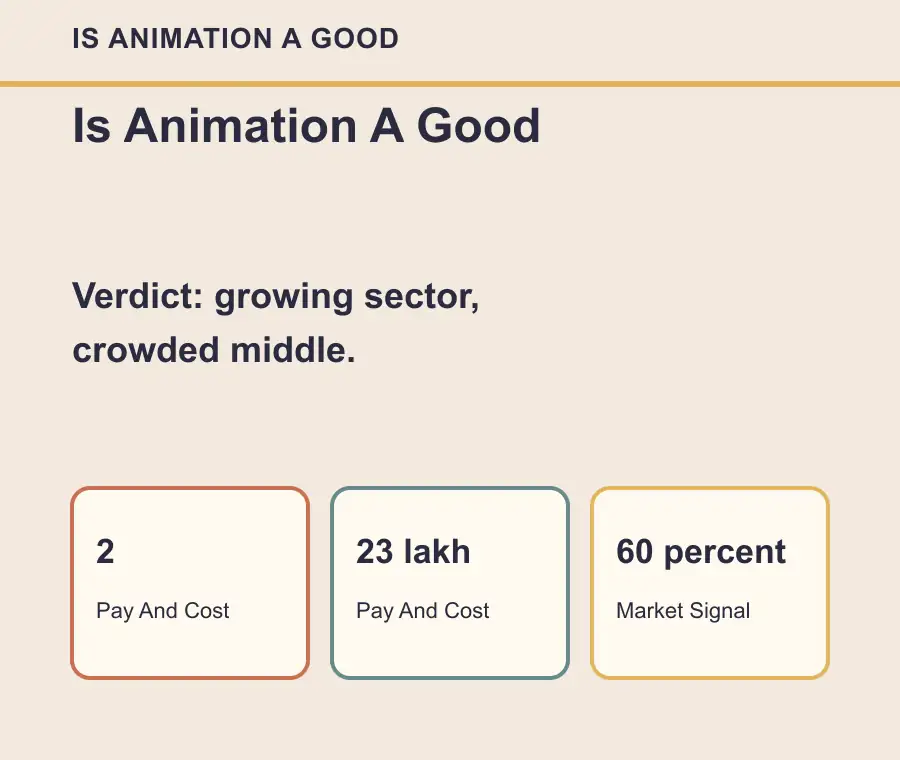 IS ANIMATION A GOOD
Is Animation A Good
Verdict: growing sector,
crowded middle.
2
Pay And Cost
23 lakh
Pay And Cost
60 percent
Market Signal